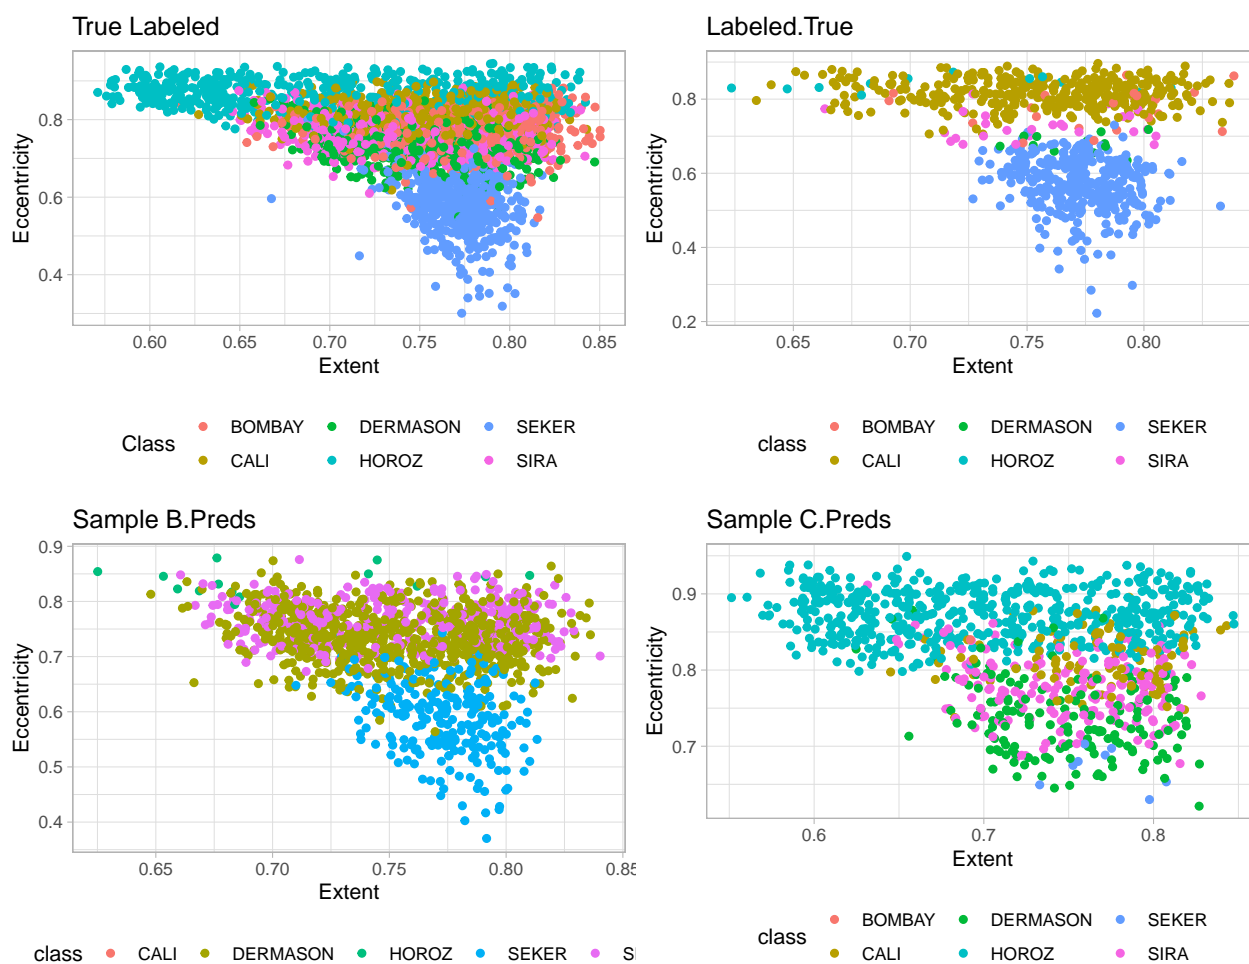 True Labeled
Eccentricity
0.8
0.6
0.4
0.60 0.65 0.70 0.75 0.80 0.85
Extent
Class BOMBAY DERMASON SEKER
CALI HOROZ SIRA
Labeled.True
Eccentricity
0.8
0.6
0.4
0.2
0.65 0.70 0.75 0.80
Extent
class BOMBAY DERMASON SEKER
CALI HOROZ SIRA
Sample B.Preds
Eccentricity
0.9
0.8
0.7
0.6
0.5
0.4
0.65 0.70 0.75 0.80
Extent
class CALI DERMASON HOROZ SEKER
Sample C.Preds
Eccentricity
0.9
0.8
0.7
0.6 0.7 0.8
Extent
class BOMBAY DERMASON SEKER
CALI HOROZ SIRA